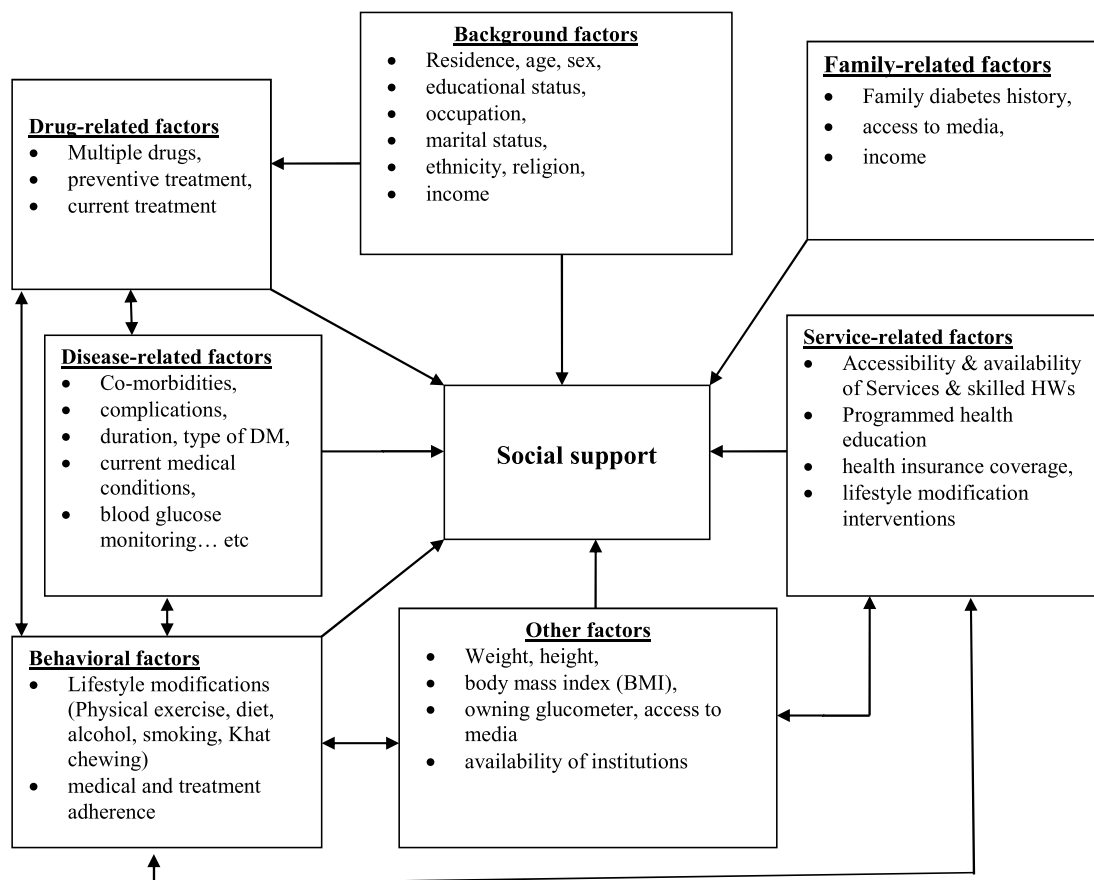 Background factors
• Residence, age, sex,
• educational status,
• occupation,
• marital status,
• ethnicity, religion,
• income
Family-related factors
• Family diabetes history,
• access to media,
• income
Drug-related factors
• Multiple drugs,
• preventive treatment,
• current treatment
Disease-related factors
• Co-morbidities,
• complications,
• duration, type of DM,
• current medical
conditions,
• blood glucose
monitoring… etc
Social support
Service-related factors
• Accessibility & availability
of Services & skilled HWs
• Programmed health
education
• health insurance coverage,
• lifestyle modification
interventions
Behavioral factors
• Lifestyle modifications
(Physical exercise, diet,
alcohol, smoking, Khat
chewing)
• medical and treatment
adherence
Other factors
• Weight, height,
• body mass index (BMI),
• owning glucometer, access to
media
• availability of institutions